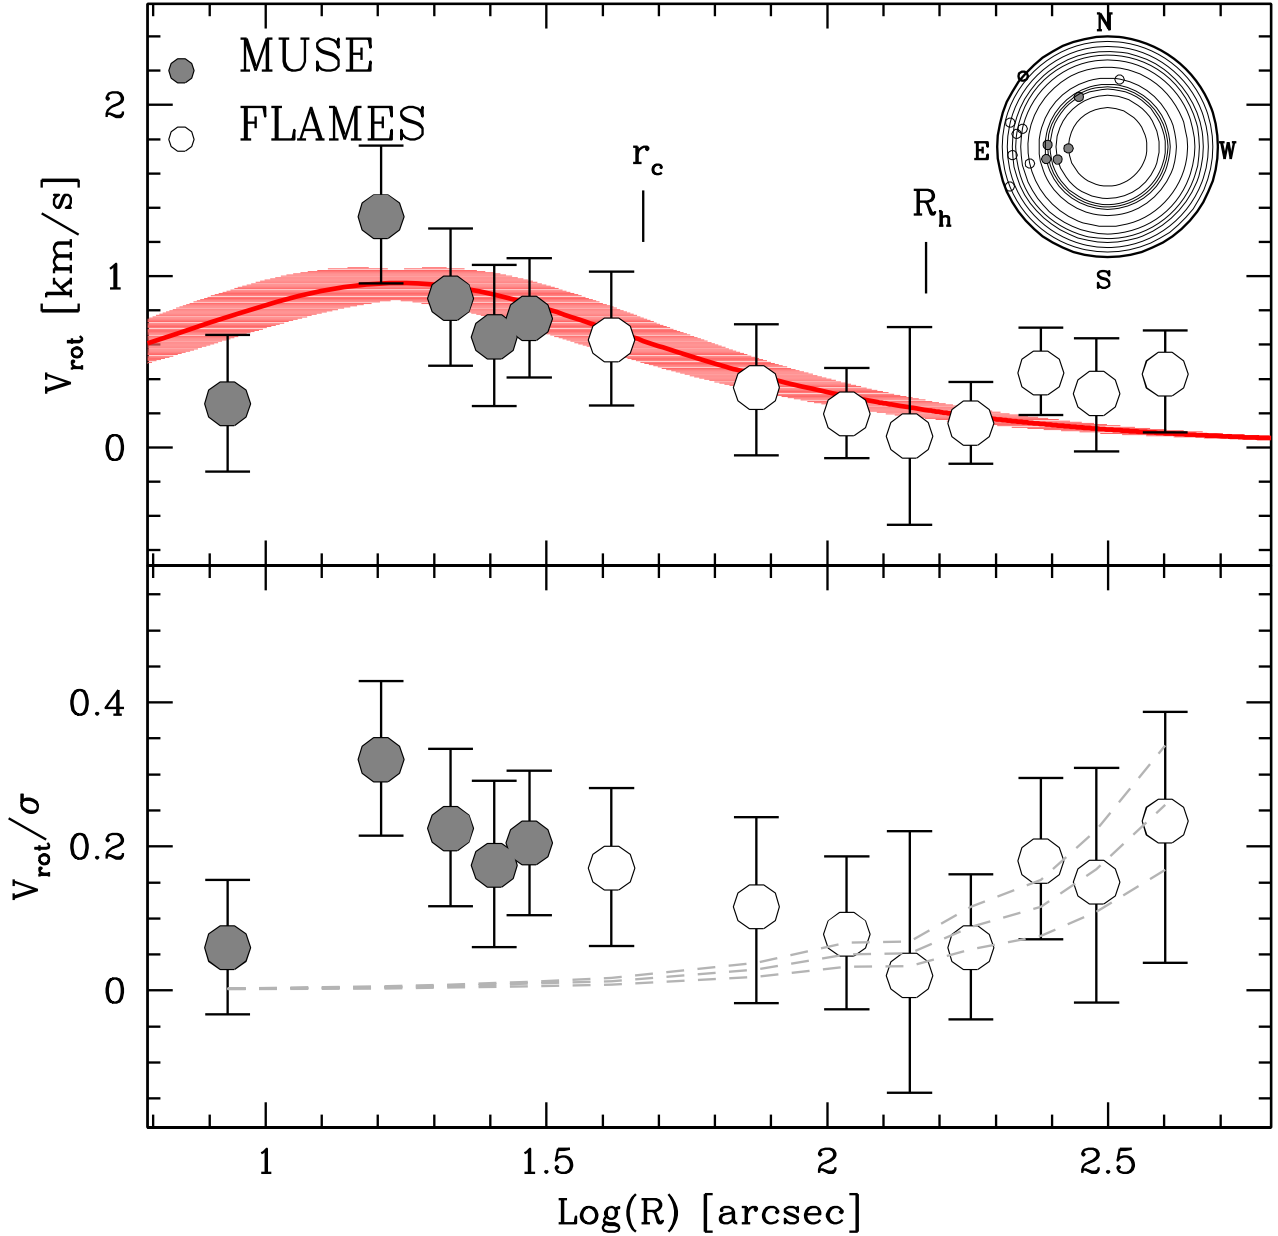 MUSE
FLAMES
N
E
W
S
r_c
R_h
2
1
0
V_rot [km/s]
0.4
0.2
0
V_rot/σ
1
1.5
2
2.5
Log(R) [arcsec]